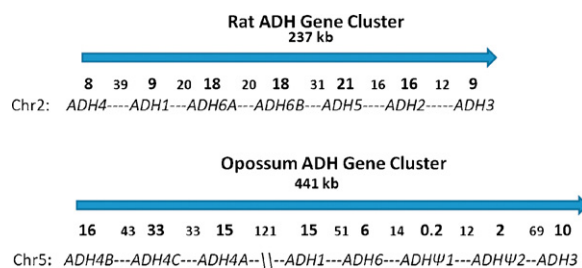 Rat ADH Gene Cluster
237 kb
8 39 9 20 18 20 18 31 21 16 16 12 9
Chr2: ADH4----ADH1---ADH6A---ADH6B---ADH5----ADH2----ADH3
Opossum ADH Gene Cluster
441 kb
16 43 33 33 15 121 15 51 6 14 0.2 12 2 69 10
Chr5: ADH4B---ADH4C---ADH4A--\\--ADH1---ADH6---ADHΨ1---ADHΨ2--ADH3